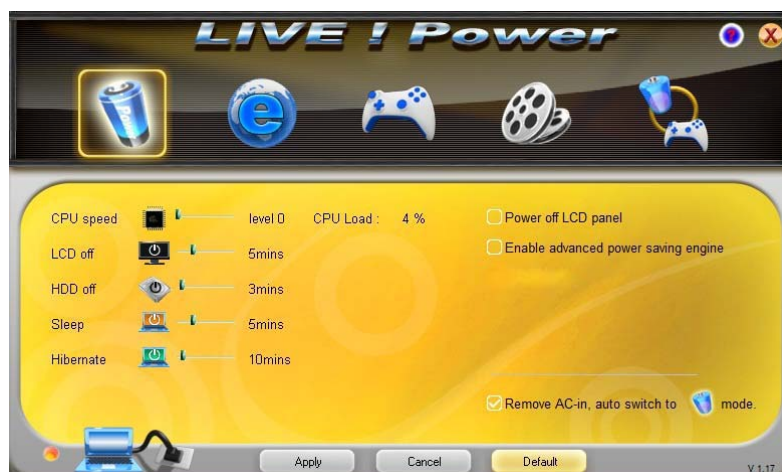 LIVE ! Power
Power
CPU speed level 0 CPU Load : 4 % Power off LCD panel
LCD off 5mins Enable advanced power saving engine
HDD off 3mins
Sleep 5mins
Hibernate 10mins
Remove AC-in, auto switch to mode.
Apply Cancel Default
V 1.17